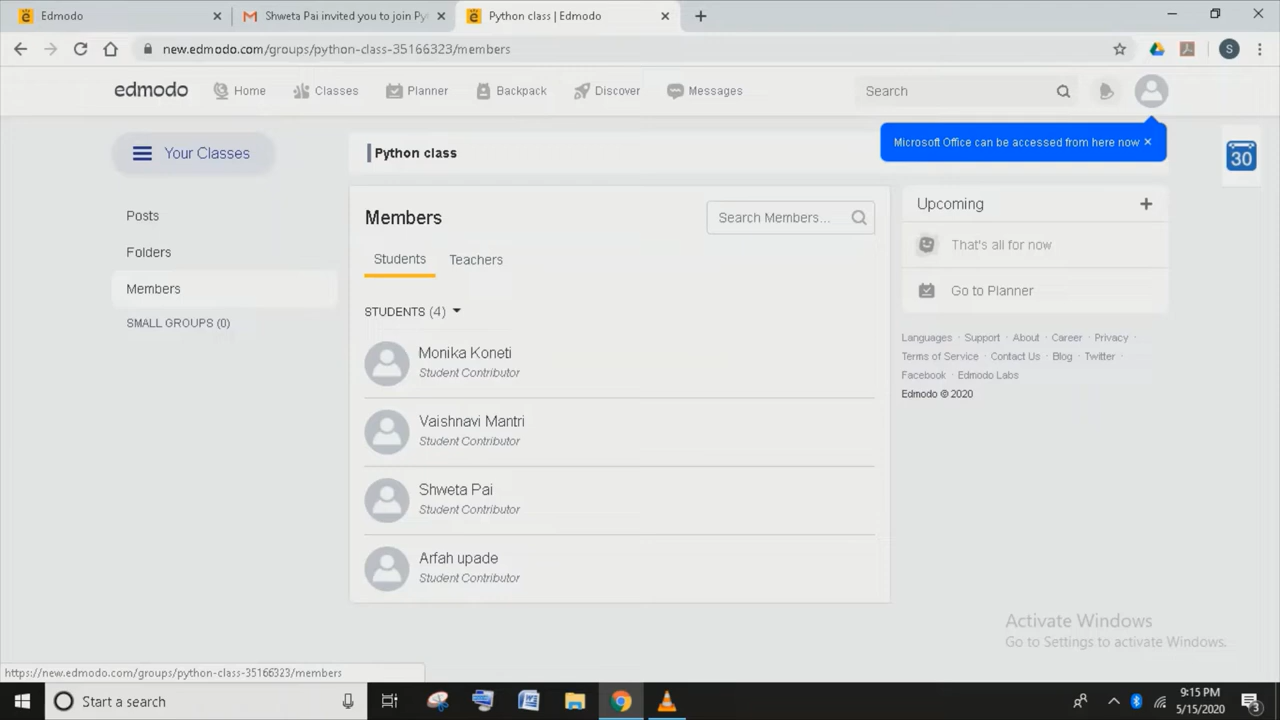 Edmodo
Shweta Pai invited you to join Py
Python class | Edmodo
new.edmodo.com/groups/python-class-35166323/members
S
edmodo
Home
Classes
Planner
Backpack
Discover
Messages
Search
Microsoft Office can be accessed from here now ×
Your Classes
Python class
30
Posts
Folders
Members
SMALL GROUPS (0)
Members
Search Members...
Students
Teachers
STUDENTS (4)
Monika Koneti
Student Contributor
Vaishnavi Mantri
Student Contributor
Shweta Pai
Student Contributor
Arfah upade
Student Contributor
Upcoming
That's all for now
Go to Planner
Languages · Support · About · Career · Privacy ·
Terms of Service · Contact Us · Blog · Twitter ·
Facebook · Edmodo Labs
Edmodo © 2020
Activate Windows
Go to Settings to activate Windows.
https://new.edmodo.com/groups/python-class-35166323/members
Start a search
9:15 PM
5/15/2020
3